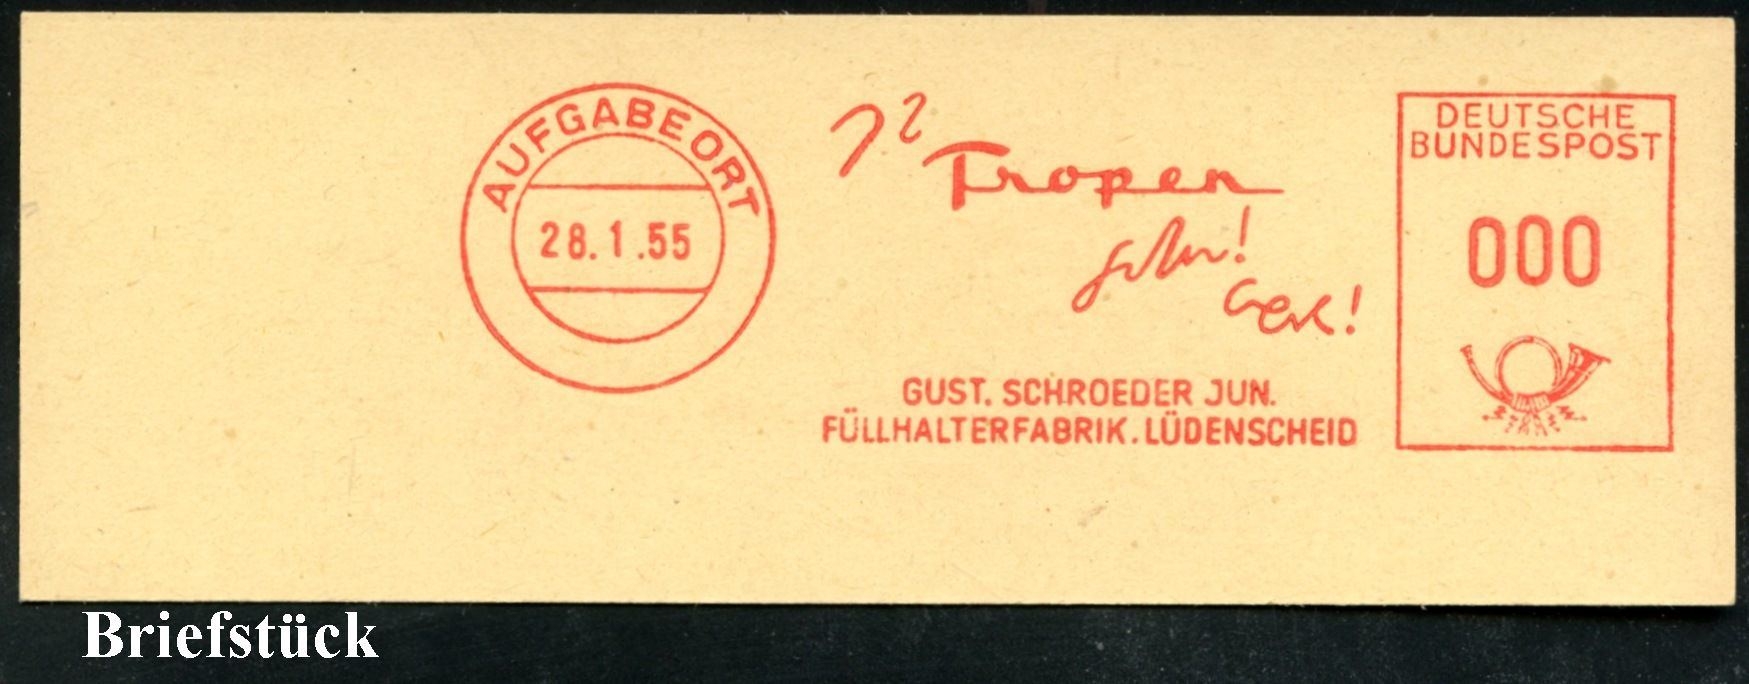 AUFGABEORT
28.1.55
Tropen
GUST. SCHROEDER JUN.
FÜLLHALTERFABRIK. LÜDENSCHEID
DEUTSCHE
BUNDESPOST
000
Briefstück